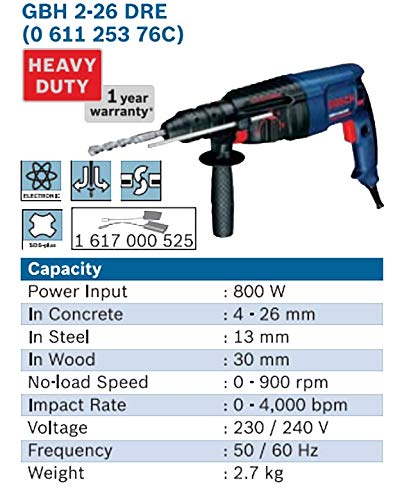 GBH 2-26 DRE
(0 611 253 76C)
HEAVY
DUTY
1 year
warranty*
BOSCH
ELECTRONIC
SDS-plus
1 617 000 525
Capacity
Power Input : 800 W
In Concrete : 4 - 26 mm
In Steel : 13 mm
In Wood : 30 mm
No-load Speed : 0 - 900 rpm
Impact Rate : 0 - 4,000 bpm
Voltage : 230 / 240 V
Frequency : 50 / 60 Hz
Weight : 2.7 kg